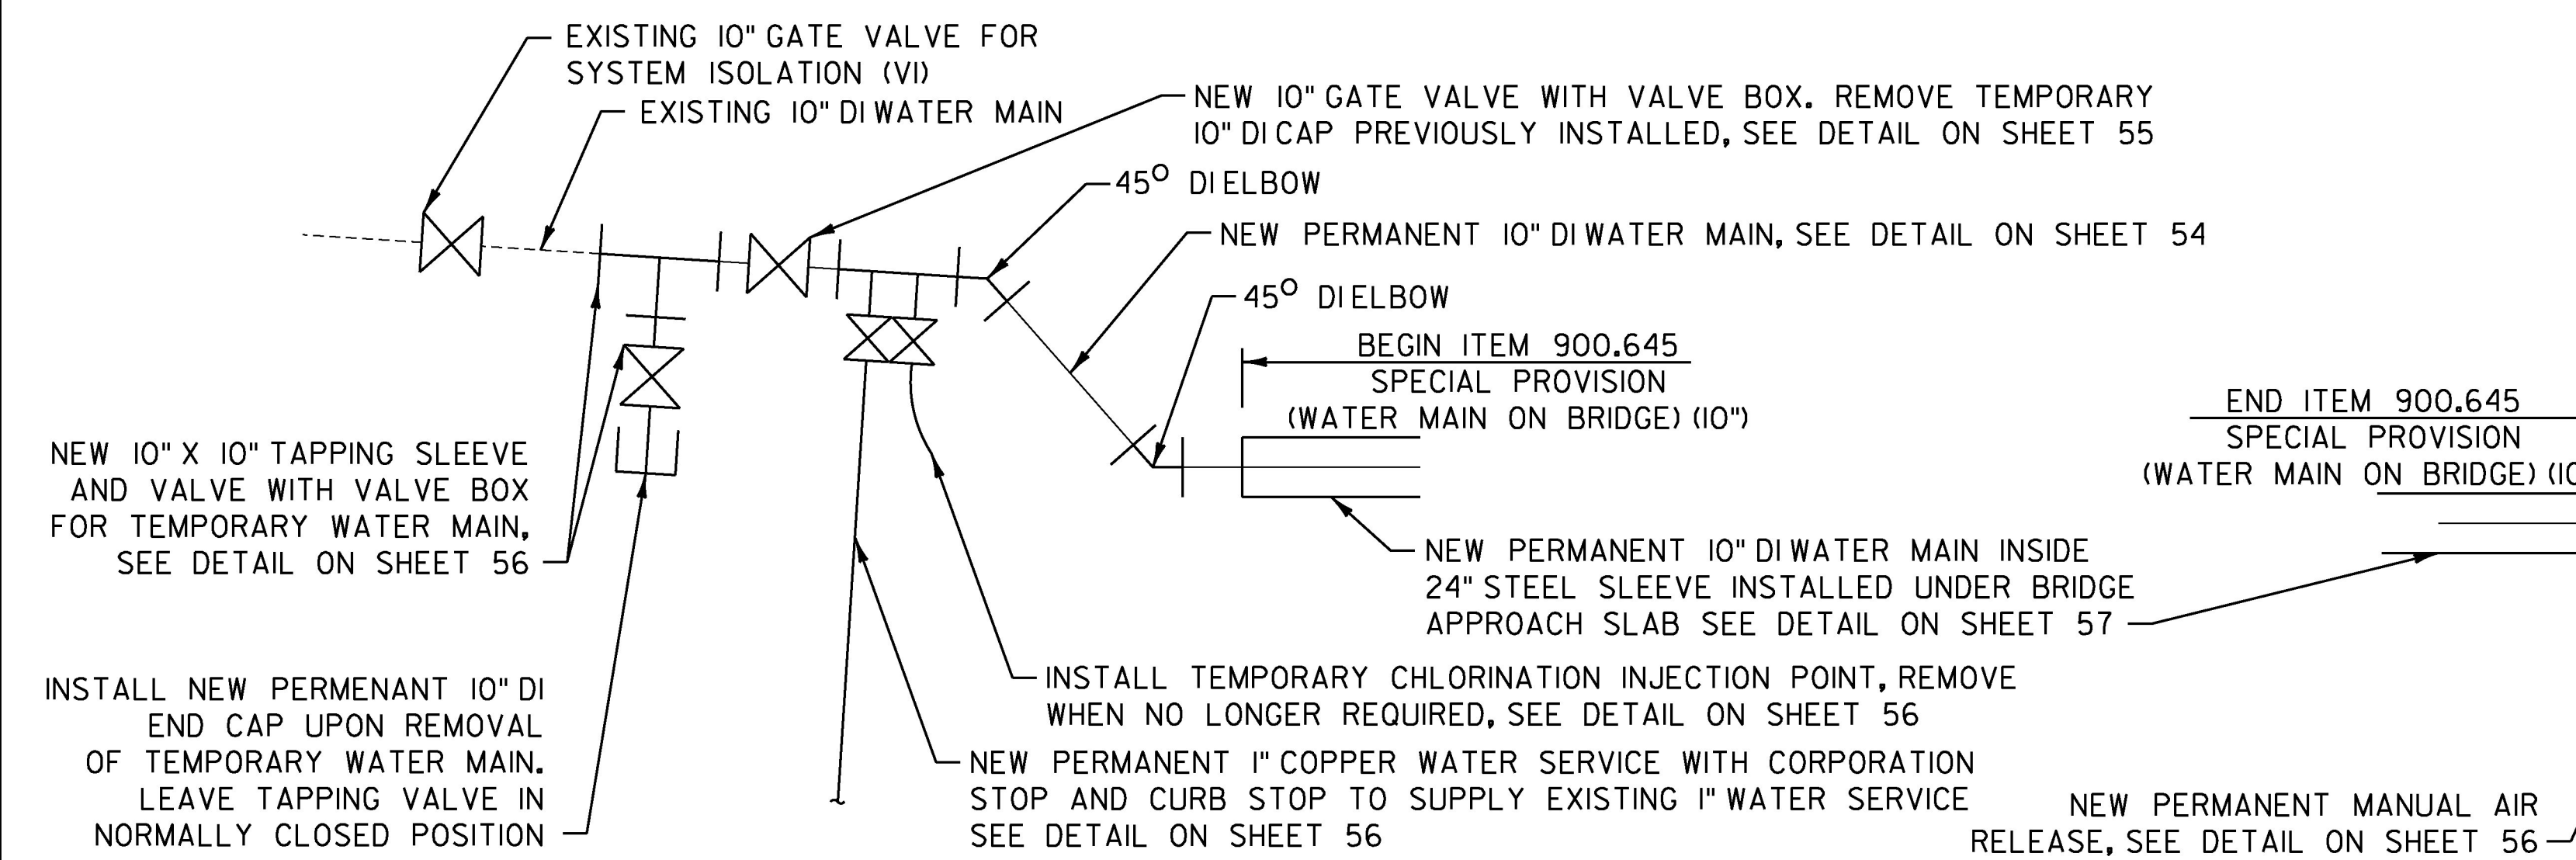 EXISTING 10" GATE VALVE FOR
SYSTEM ISOLATION (V1)
EXISTING 10" DI WATER MAIN
NEW 10" GATE VALVE WITH VALVE BOX. REMOVE TEMPORARY
10" DI CAP PREVIOUSLY INSTALLED, SEE DETAIL ON SHEET 55
45° DI ELBOW
NEW PERMANENT 10" DI WATER MAIN, SEE DETAIL ON SHEET 54
45° DI ELBOW
BEGIN ITEM 900.645
SPECIAL PROVISION
(WATER MAIN ON BRIDGE) (10")
END ITEM 900.645
SPECIAL PROVISION
(WATER MAIN ON BRIDGE) (10
NEW 10" X 10" TAPPING SLEEVE
AND VALVE WITH VALVE BOX
FOR TEMPORARY WATER MAIN,
SEE DETAIL ON SHEET 56
NEW PERMANENT 10" DI WATER MAIN INSIDE
24" STEEL SLEEVE INSTALLED UNDER BRIDGE
APPROACH SLAB SEE DETAIL ON SHEET 57
INSTALL NEW PERMENANT 10" DI
END CAP UPON REMOVAL
OF TEMPORARY WATER MAIN.
LEAVE TAPPING VALVE IN
NORMALLY CLOSED POSITION
INSTALL TEMPORARY CHLORINATION INJECTION POINT, REMOVE
WHEN NO LONGER REQUIRED, SEE DETAIL ON SHEET 56
NEW PERMANENT 1" COPPER WATER SERVICE WITH CORPORATION
STOP AND CURB STOP TO SUPPLY EXISTING 1" WATER SERVICE
SEE DETAIL ON SHEET 56
NEW PERMANENT MANUAL AIR
RELEASE, SEE DETAIL ON SHEET 56